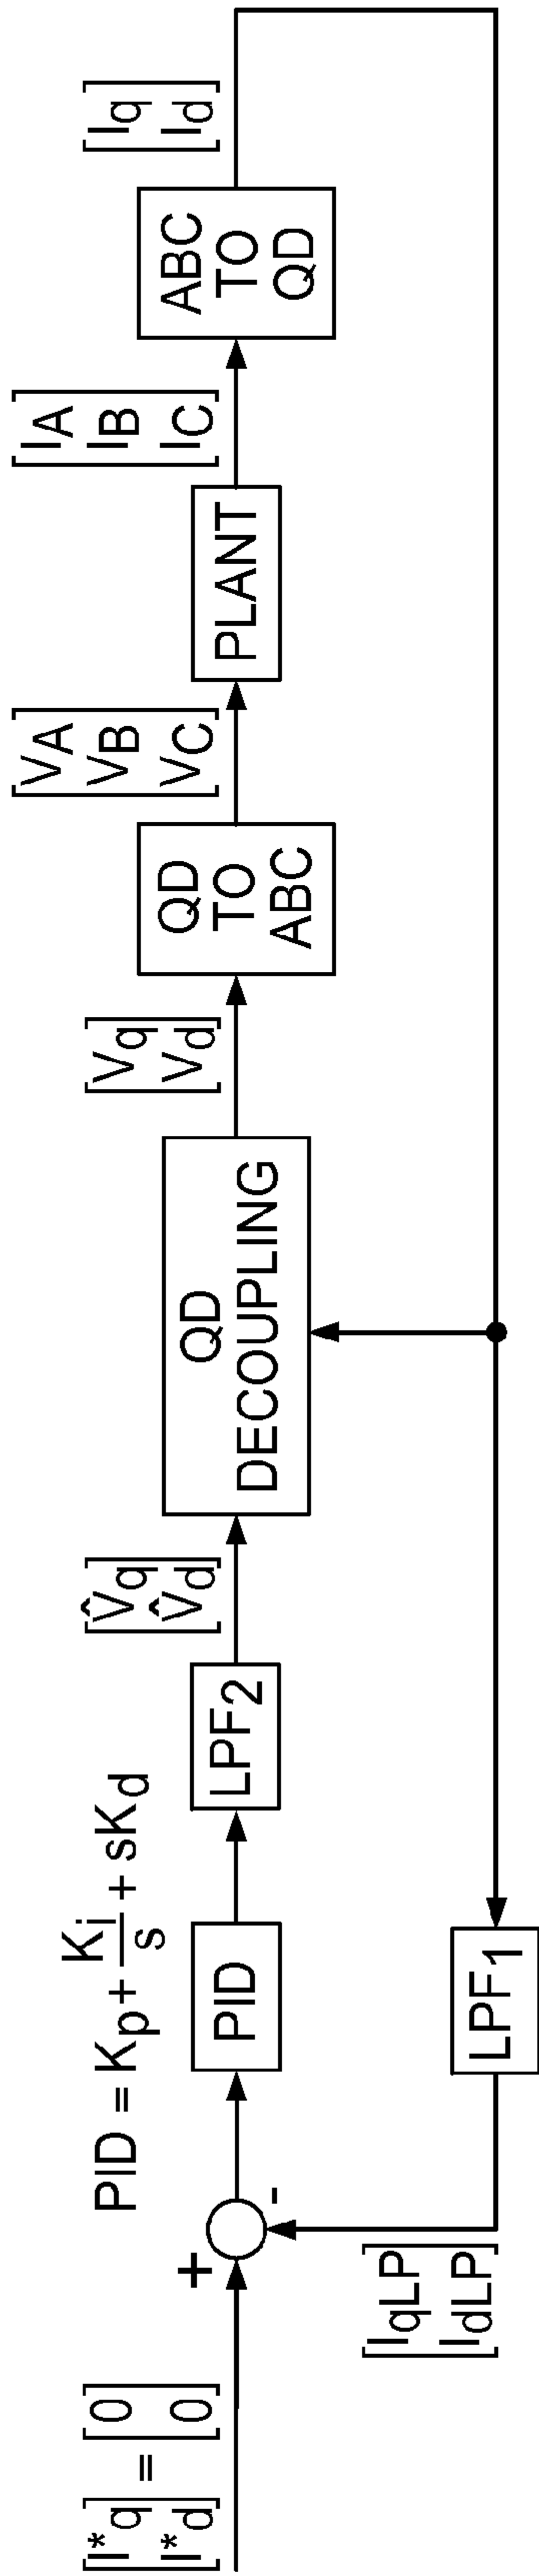 [I*q I*d] = [0 0]
+
-
PID = Kp + Ki/s + sKd
PID
LPF2
[V̂q V̂d]
QD
DECOUPLING
[Vq Vd]
QD
TO
ABC
[VA VB VC]
PLANT
[IA IB IC]
ABC
TO
QD
[Iq Id]
LPF1
[IqLP IdLP]